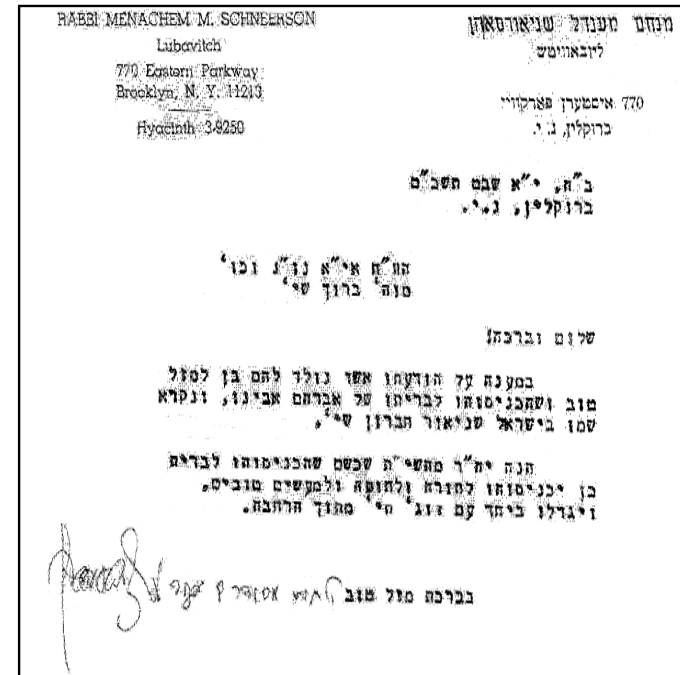 RABBI MENACHEM M. SCHNEERSON
Lubavitch
770 Eastern Parkway
Brooklyn, N. Y. 11213
Hyacinth 3-9250
מנחם מענדל שניאורסאהן
ליובאוויטש
770 איסטערן פארקוויי
ברוקלין, נ. י.
ב"ה, י"א שבט תשכ"ט
ברוקלין, נ.י.
הוו"ח אי"א נו"נ וכו'
מוה' ברוך שי'
שלום וברכה!
במענה על הודעתו אשר נולד להם בן למזל
טוב ושהכניסוהו לבריתו של אברהם אבינו, ונקרא
שמו בישראל שניאור חברון שי',
הנה יה"ר מהשי"ת שכשם שהכניסוהו לברית
כן יכניסוהו לתורה ולחופה ולמעשים טובים,
ויגדלו ביחד עם זוג' תי' מתוך הרחבה.
בברכת מזל טוב